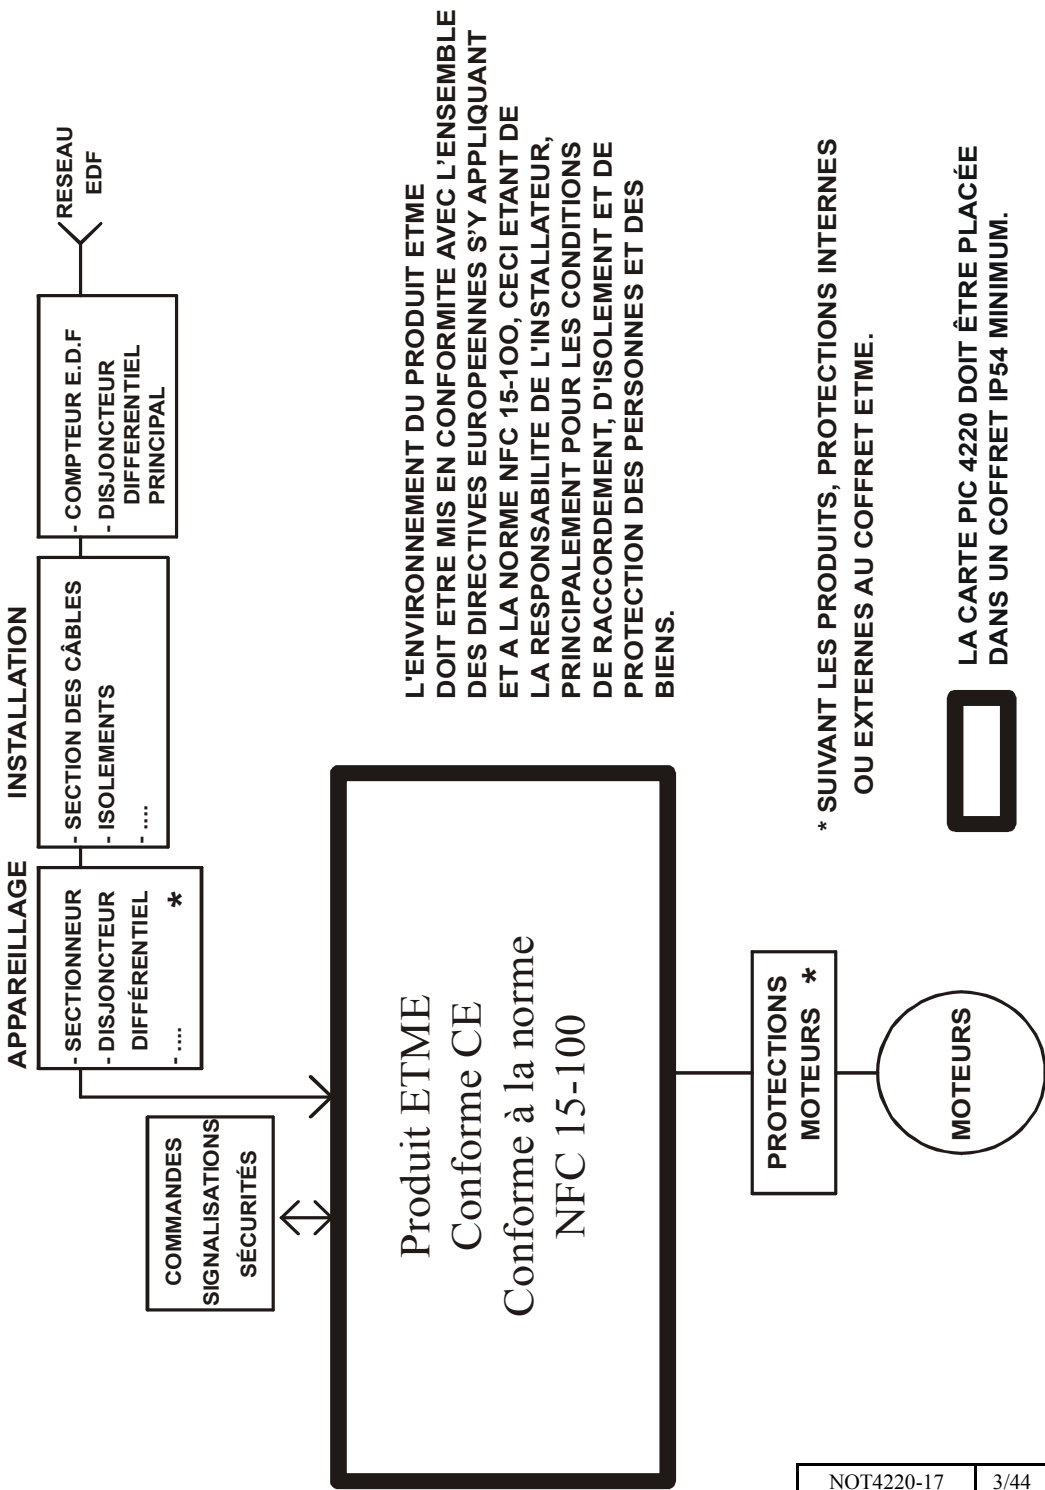 APPAREILLAGE
INSTALLATION
- SECTIONNEUR
- DISJONCTEUR
DIFFÉRENTIEL
- ....
*
- SECTION DES CÂBLES
- ISOLEMENTS
- ....
- COMPTEUR E.D.F
- DISJONCTEUR
DIFFERENTIEL
PRINCIPAL
RESEAU
EDF
COMMANDES
SIGNALISATIONS
SÉCURITÉS
Produit ETME
Conforme CE
Conforme à la norme
NFC 15-100
L'ENVIRONNEMENT DU PRODUIT ETME
DOIT ETRE MIS EN CONFORMITE AVEC L'ENSEMBLE
DES DIRECTIVES EUROPEENNES S'Y APPLIQUANT
ET A LA NORME NFC 15-1OO, CECI ETANT DE
LA RESPONSABILITE DE L'INSTALLATEUR,
PRINCIPALEMENT POUR LES CONDITIONS
DE RACCORDEMENT, D'ISOLEMENT ET DE
PROTECTION DES PERSONNES ET DES
BIENS.
PROTECTIONS
MOTEURS *
MOTEURS
* SUIVANT LES PRODUITS, PROTECTIONS INTERNES
OU EXTERNES AU COFFRET ETME.
LA CARTE PIC 4220 DOIT ÊTRE PLACÉE
DANS UN COFFRET IP54 MINIMUM.
NOT4220-17 3/44